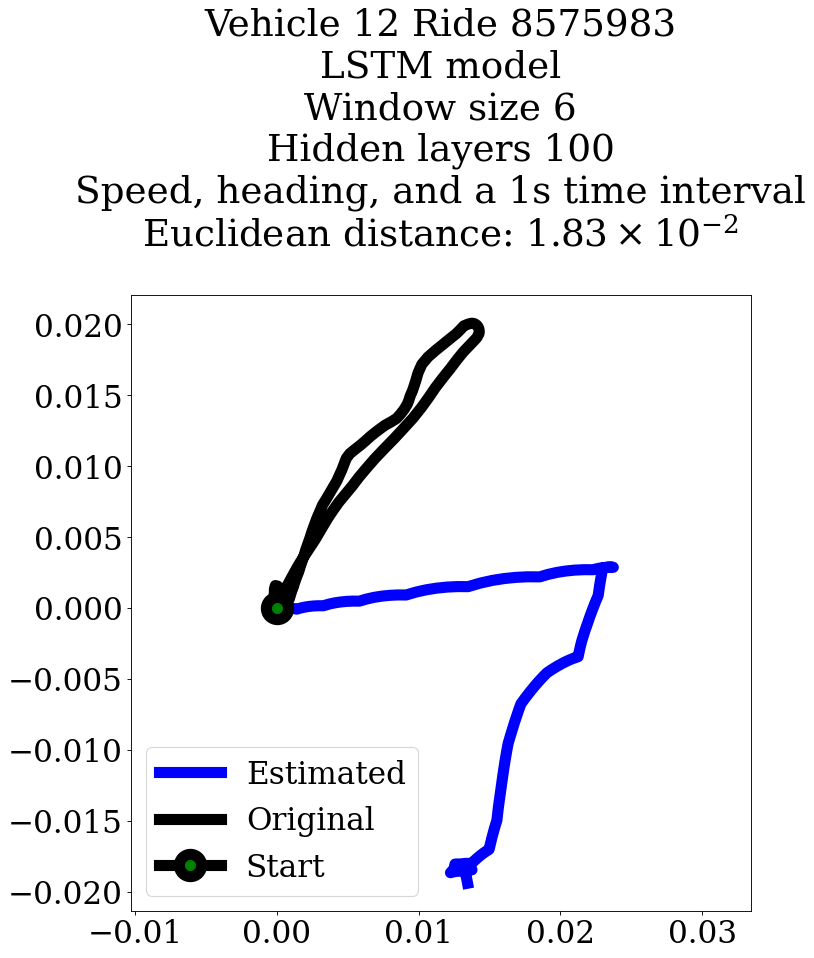 Vehicle 12 Ride 8575983
LSTM model
Window size 6
Hidden layers 100
Speed, heading, and a 1s time interval
Euclidean distance: 1.83 × 10⁻²
0.020
0.015
0.010
0.005
0.000
−0.005
−0.010
−0.015
−0.020
Estimated
Original
Start
−0.01
0.00
0.01
0.02
0.03